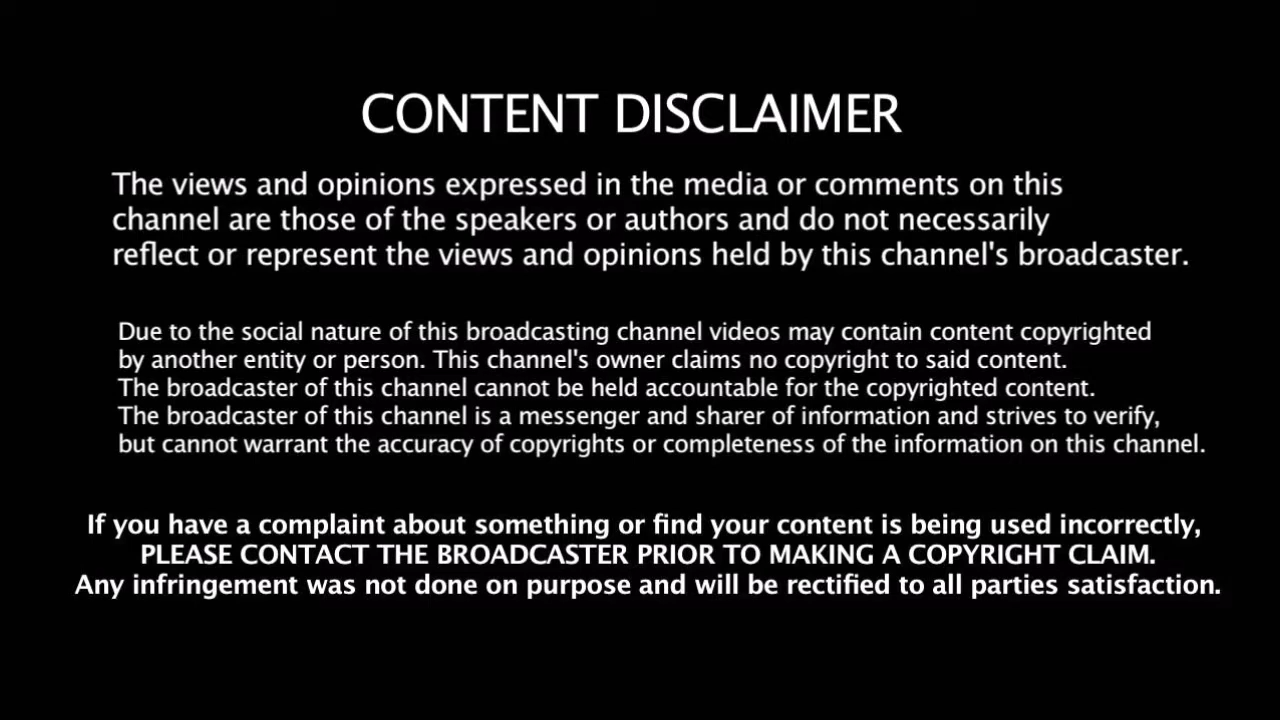 CONTENT DISCLAIMER
The views and opinions expressed in the media or comments on this
channel are those of the speakers or authors and do not necessarily
reflect or represent the views and opinions held by this channel's broadcaster.
Due to the social nature of this broadcasting channel videos may contain content copyrighted
by another entity or person. This channel's owner claims no copyright to said content.
The broadcaster of this channel cannot be held accountable for the copyrighted content.
The broadcaster of this channel is a messenger and sharer of information and strives to verify,
but cannot warrant the accuracy of copyrights or completeness of the information on this channel.
If you have a complaint about something or find your content is being used incorrectly,
PLEASE CONTACT THE BROADCASTER PRIOR TO MAKING A COPYRIGHT CLAIM.
Any infringement was not done on purpose and will be rectified to all parties satisfaction.